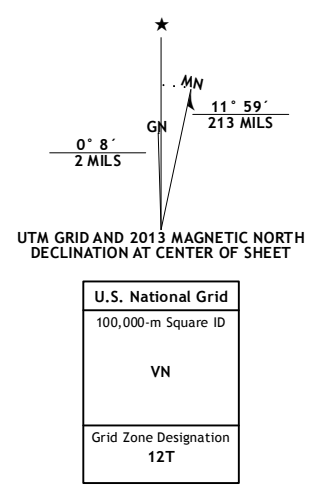 ★
MN
GN
11° 59´
213 MILS
0° 8´
2 MILS
UTM GRID AND 2013 MAGNETIC NORTH
DECLINATION AT CENTER OF SHEET
U.S. National Grid
100,000-m Square ID
VN
Grid Zone Designation
12T